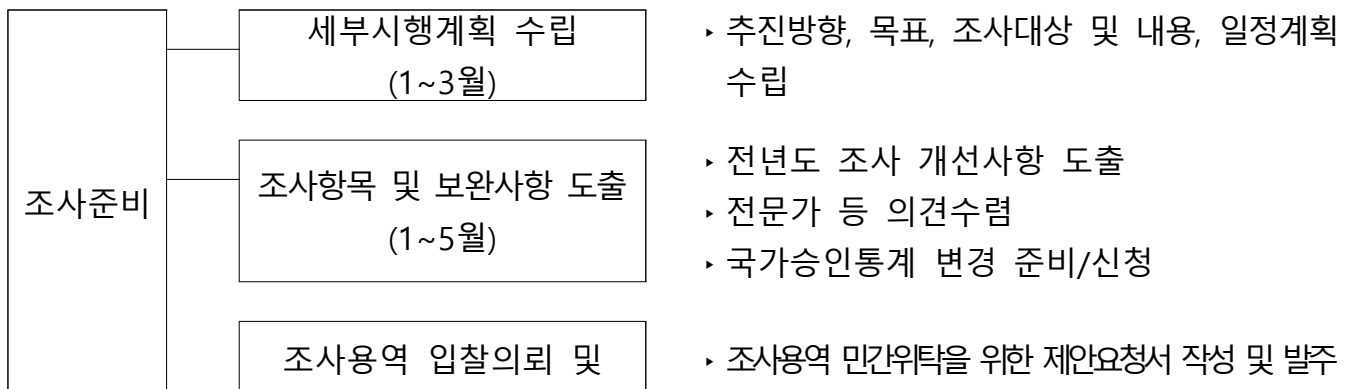 조사준비
세부시행계획 수립
(1~3월)
‣ 추진방향, 목표, 조사대상 및 내용, 일정계획
수립
조사항목 및 보완사항 도출
(1~5월)
‣ 전년도 조사 개선사항 도출
‣ 전문가 등 의견수렴
‣ 국가승인통계 변경 준비/신청
조사용역 입찰의뢰 및
‣ 조사용역 민간위탁을 위한 제안요청서 작성 및 발주